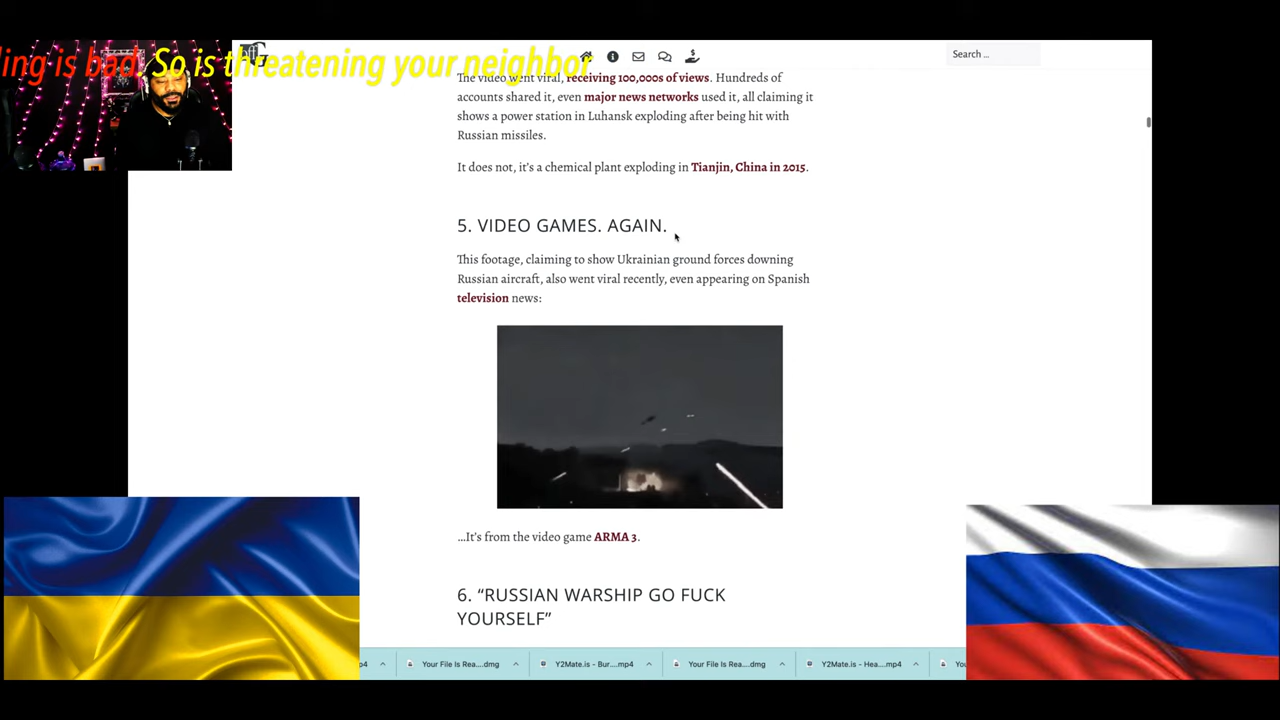 ling is bad. So is threatening your neighbor
off G
Search ...
The video went viral, receiving 100,000s of views. Hundreds of
accounts shared it, even major news networks used it, all claiming it
shows a power station in Luhansk exploding after being hit with
Russian missiles.
It does not, it's a chemical plant exploding in Tianjin, China in 2015.
5. VIDEO GAMES. AGAIN.
This footage, claiming to show Ukrainian ground forces downing
Russian aircraft, also went viral recently, even appearing on Spanish
television news:
...It's from the video game ARMA 3.
6. “RUSSIAN WARSHIP GO FUCK
YOURSELF”
p4 Your File Is Rea....dmg Y2Mate.is - Bur....mp4 Your File Is Rea....dmg Y2Mate.is - Hea....mp4 You